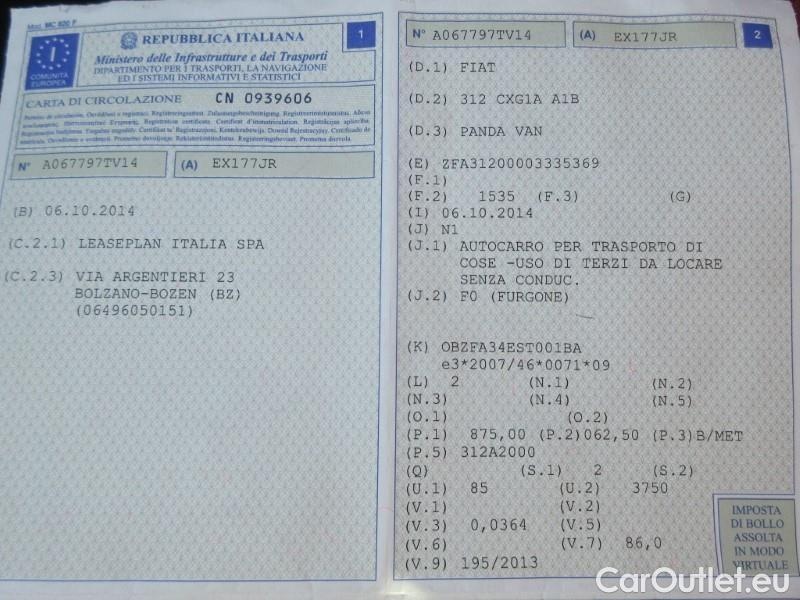 Mod. MC 820 F
REPUBBLICA ITALIANA
1
Ministero delle Infrastrutture e dei Trasporti
DIPARTIMENTO PER I TRASPORTI, LA NAVIGAZIONE
ED I SISTEMI INFORMATIVI E STATISTICI
I
COMUNITÀ
EUROPEA
CARTA DI CIRCOLAZIONE CN 0939606
N° A067797TV14 (A) EX177JR
(B) 06.10.2014
(C.2.1) LEASEPLAN ITALIA SPA
(C.2.3) VIA ARGENTIERI 23
BOLZANO-BOZEN (BZ)
(06496050151)
N° A067797TV14 (A) EX177JR 2
(D.1) FIAT
(D.2) 312 CXG1A A1B
(D.3) PANDA VAN
(E) ZFA31200003335369
(F.1)
(F.2) 1535 (F.3) (G)
(I) 06.10.2014
(J) N1
(J.1) AUTOCARRO PER TRASPORTO DI
COSE -USO DI TERZI DA LOCARE
SENZA CONDUC.
(J.2) F0 (FURGONE)
(K) OBZFA34EST001BA
e3*2007/46*0071*09
(L) 2 (N.1) (N.2)
(N.3) (N.4) (N.5)
(O.1) (O.2)
(P.1) 875,00 (P.2)062,50 (P.3)B/MET
(P.5) 312A2000
(Q) (S.1) 2 (S.2)
(U.1) 85 (U.2) 3750
(V.1) (V.2)
(V.3) 0,0364 (V.5)
(V.6) (V.7) 86,0
(V.9) 195/2013
IMPOSTA
DI BOLLO
ASSOLTA
IN MODO
VIRTUALE
CarOutlet.eu